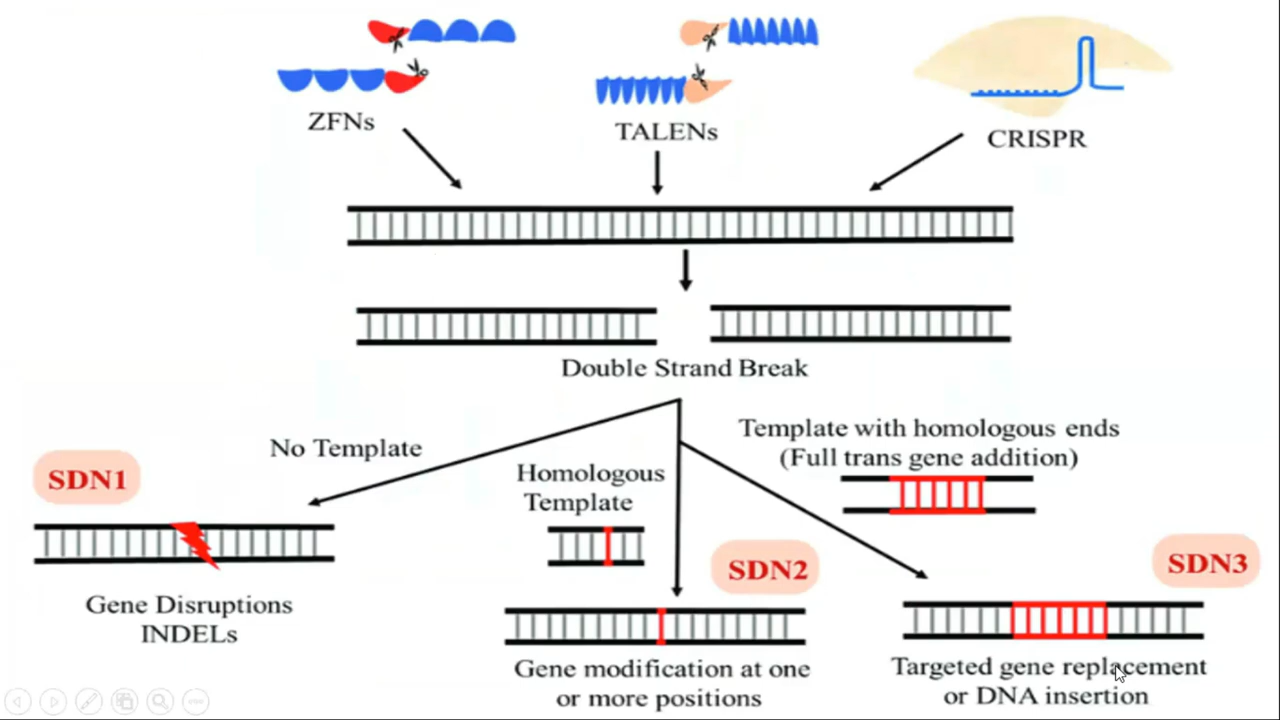 ZFNs
TALENs
CRISPR
Double Strand Break
No Template
SDN1
Gene Disruptions
INDELs
Homologous
Template
SDN2
Gene modification at one
or more positions
Template with homologous ends
(Full trans gene addition)
SDN3
Targeted gene replacement
or DNA insertion